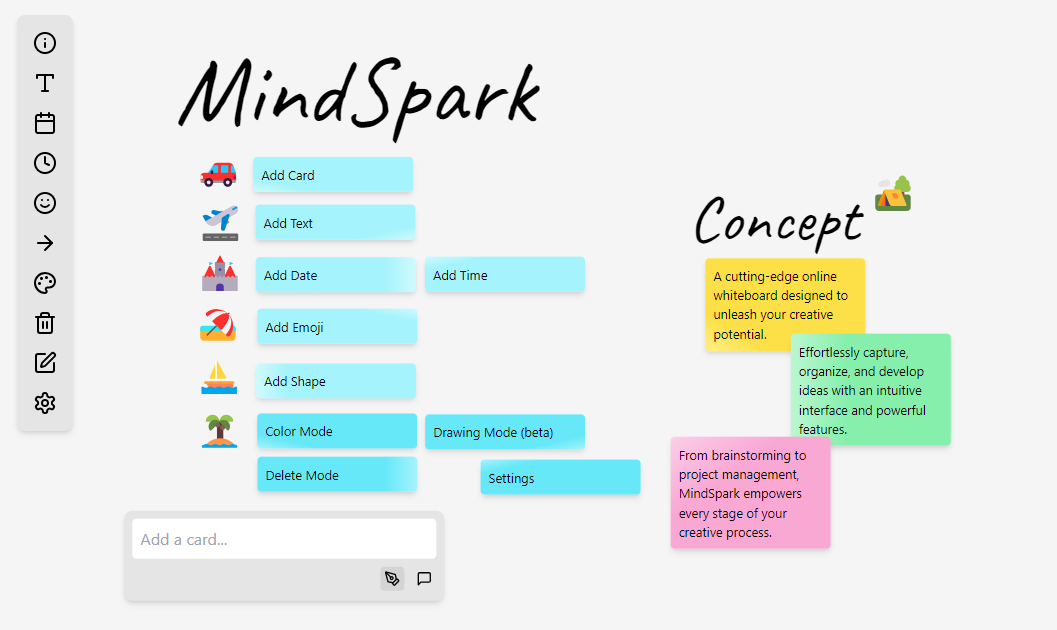 MindSpark
Add Card
Add Text
Add Date
Add Time
Add Emoji
Add Shape
Color Mode
Drawing Mode (beta)
Delete Mode
Settings
Add a card...
Concept
A cutting-edge online
whiteboard designed to
unleash your creative
potential.
Effortlessly capture,
organize, and develop
ideas with an intuitive
interface and powerful
features.
From brainstorming to
project management,
MindSpark empowers
every stage of your
creative process.